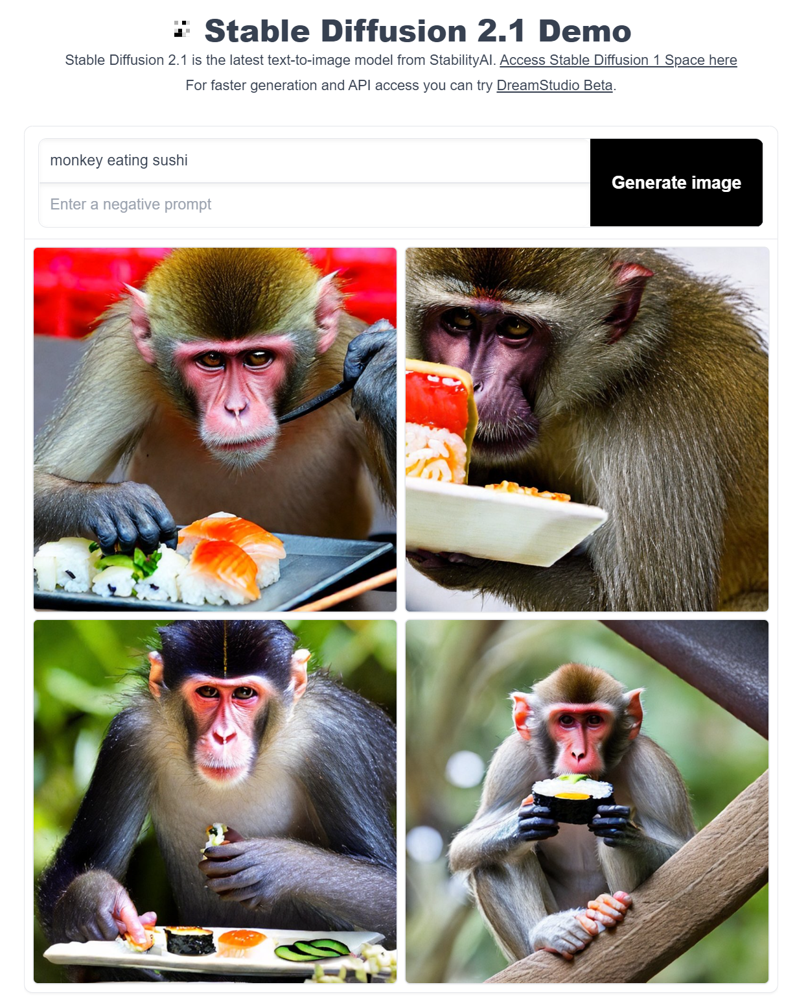 Stable Diffusion 2.1 Demo
Stable Diffusion 2.1 is the latest text-to-image model from StabilityAI. Access Stable Diffusion 1 Space here
For faster generation and API access you can try DreamStudio Beta.
monkey eating sushi
Generate image
Enter a negative prompt